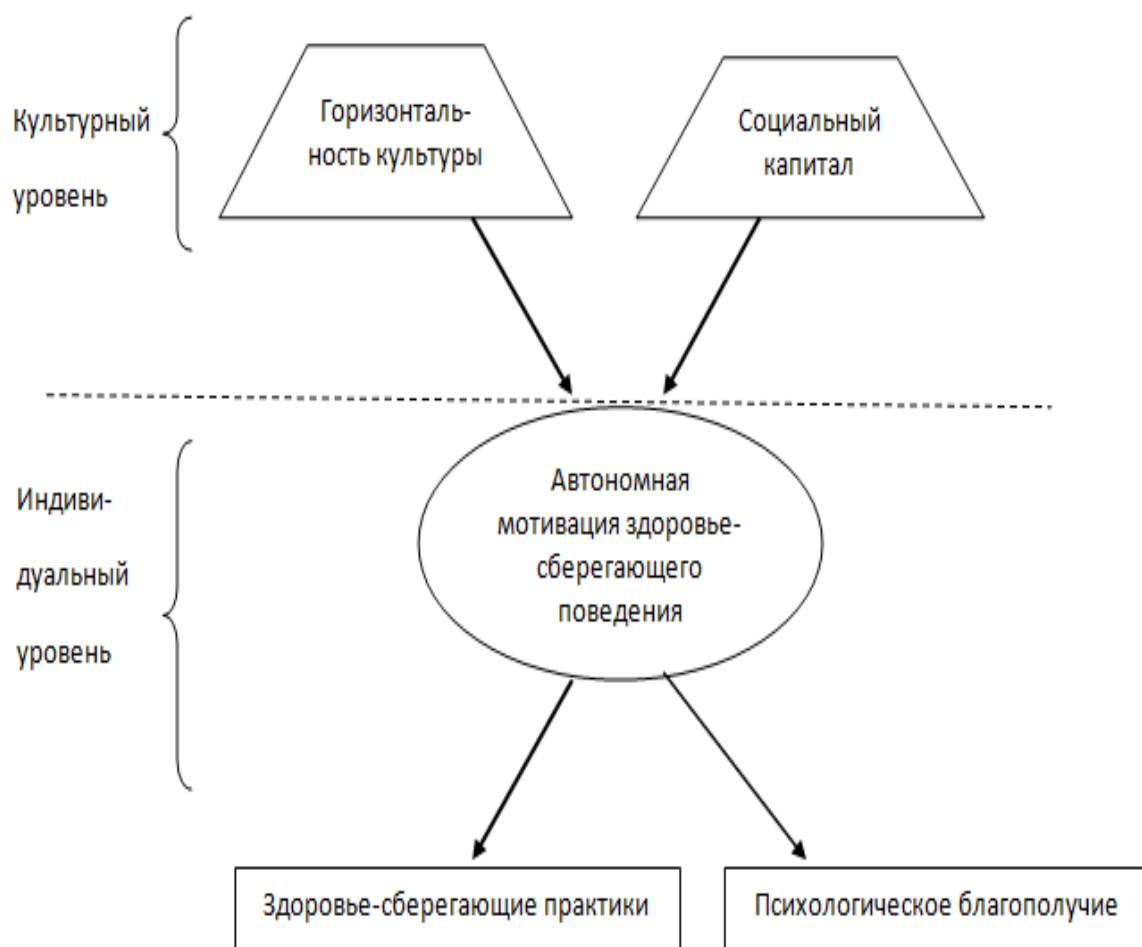 Культурный
уровень
Горизонталь-
ность культуры
Социальный
капитал
Индиви-
дуальный
уровень
Автономная
мотивация здоровье-
сберегающего
поведения
Здоровье-сберегающие практики
Психологическое благополучие